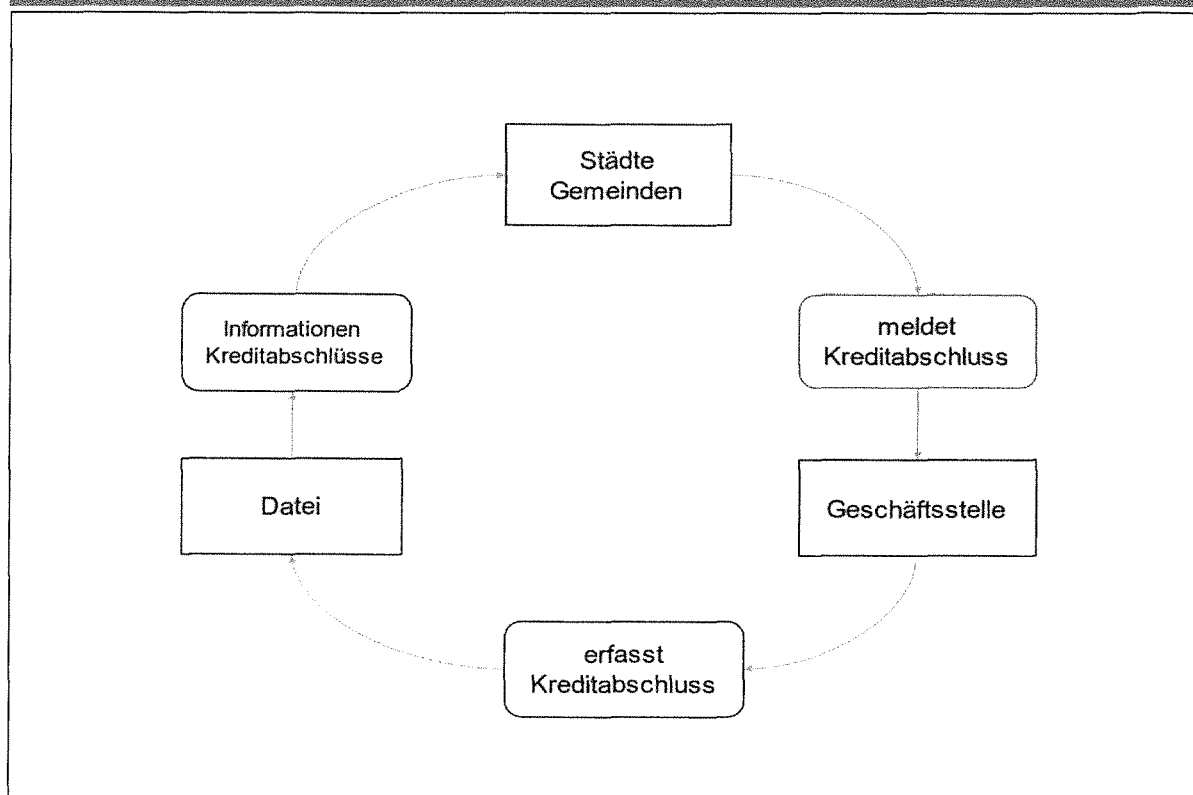 Städte
Gemeinden
Informationen
Kreditabschlüsse
meldet
Kreditabschluss
Datei
Geschäftsstelle
erfasst
Kreditabschluss